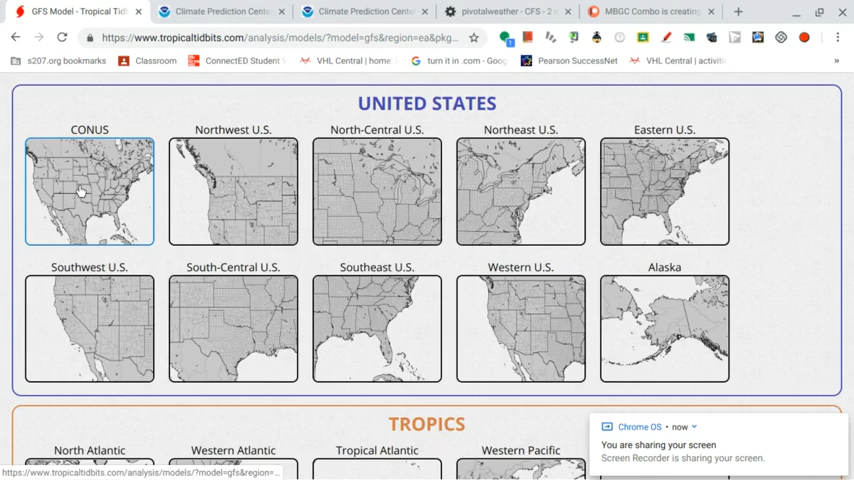 GFS Model - Tropical Tidb
Climate Prediction Cente
Climate Prediction Cente
pivotalweather - CFS - 2
MBGC Combo is creating
https://www.tropicaltidbits.com/analysis/models/?model=gfs&region=ea&pkg...
s207.org bookmarks
Classroom
ConnectED Student
VHL Central | home:
turn it in .com - Goog
Pearson SuccessNet
VHL Central | activiti
»
UNITED STATES
CONUS
Northwest U.S.
North-Central U.S.
Northeast U.S.
Eastern U.S.
Southwest U.S.
South-Central U.S.
Southeast U.S.
Western U.S.
Alaska
TROPICS
North Atlantic
Western Atlantic
Tropical Atlantic
Western Pacific
Chrome OS • now
You are sharing your screen
Screen Recorder is sharing your screen.
https://www.tropicaltidbits.com/analysis/models/?model=gfs&region=...